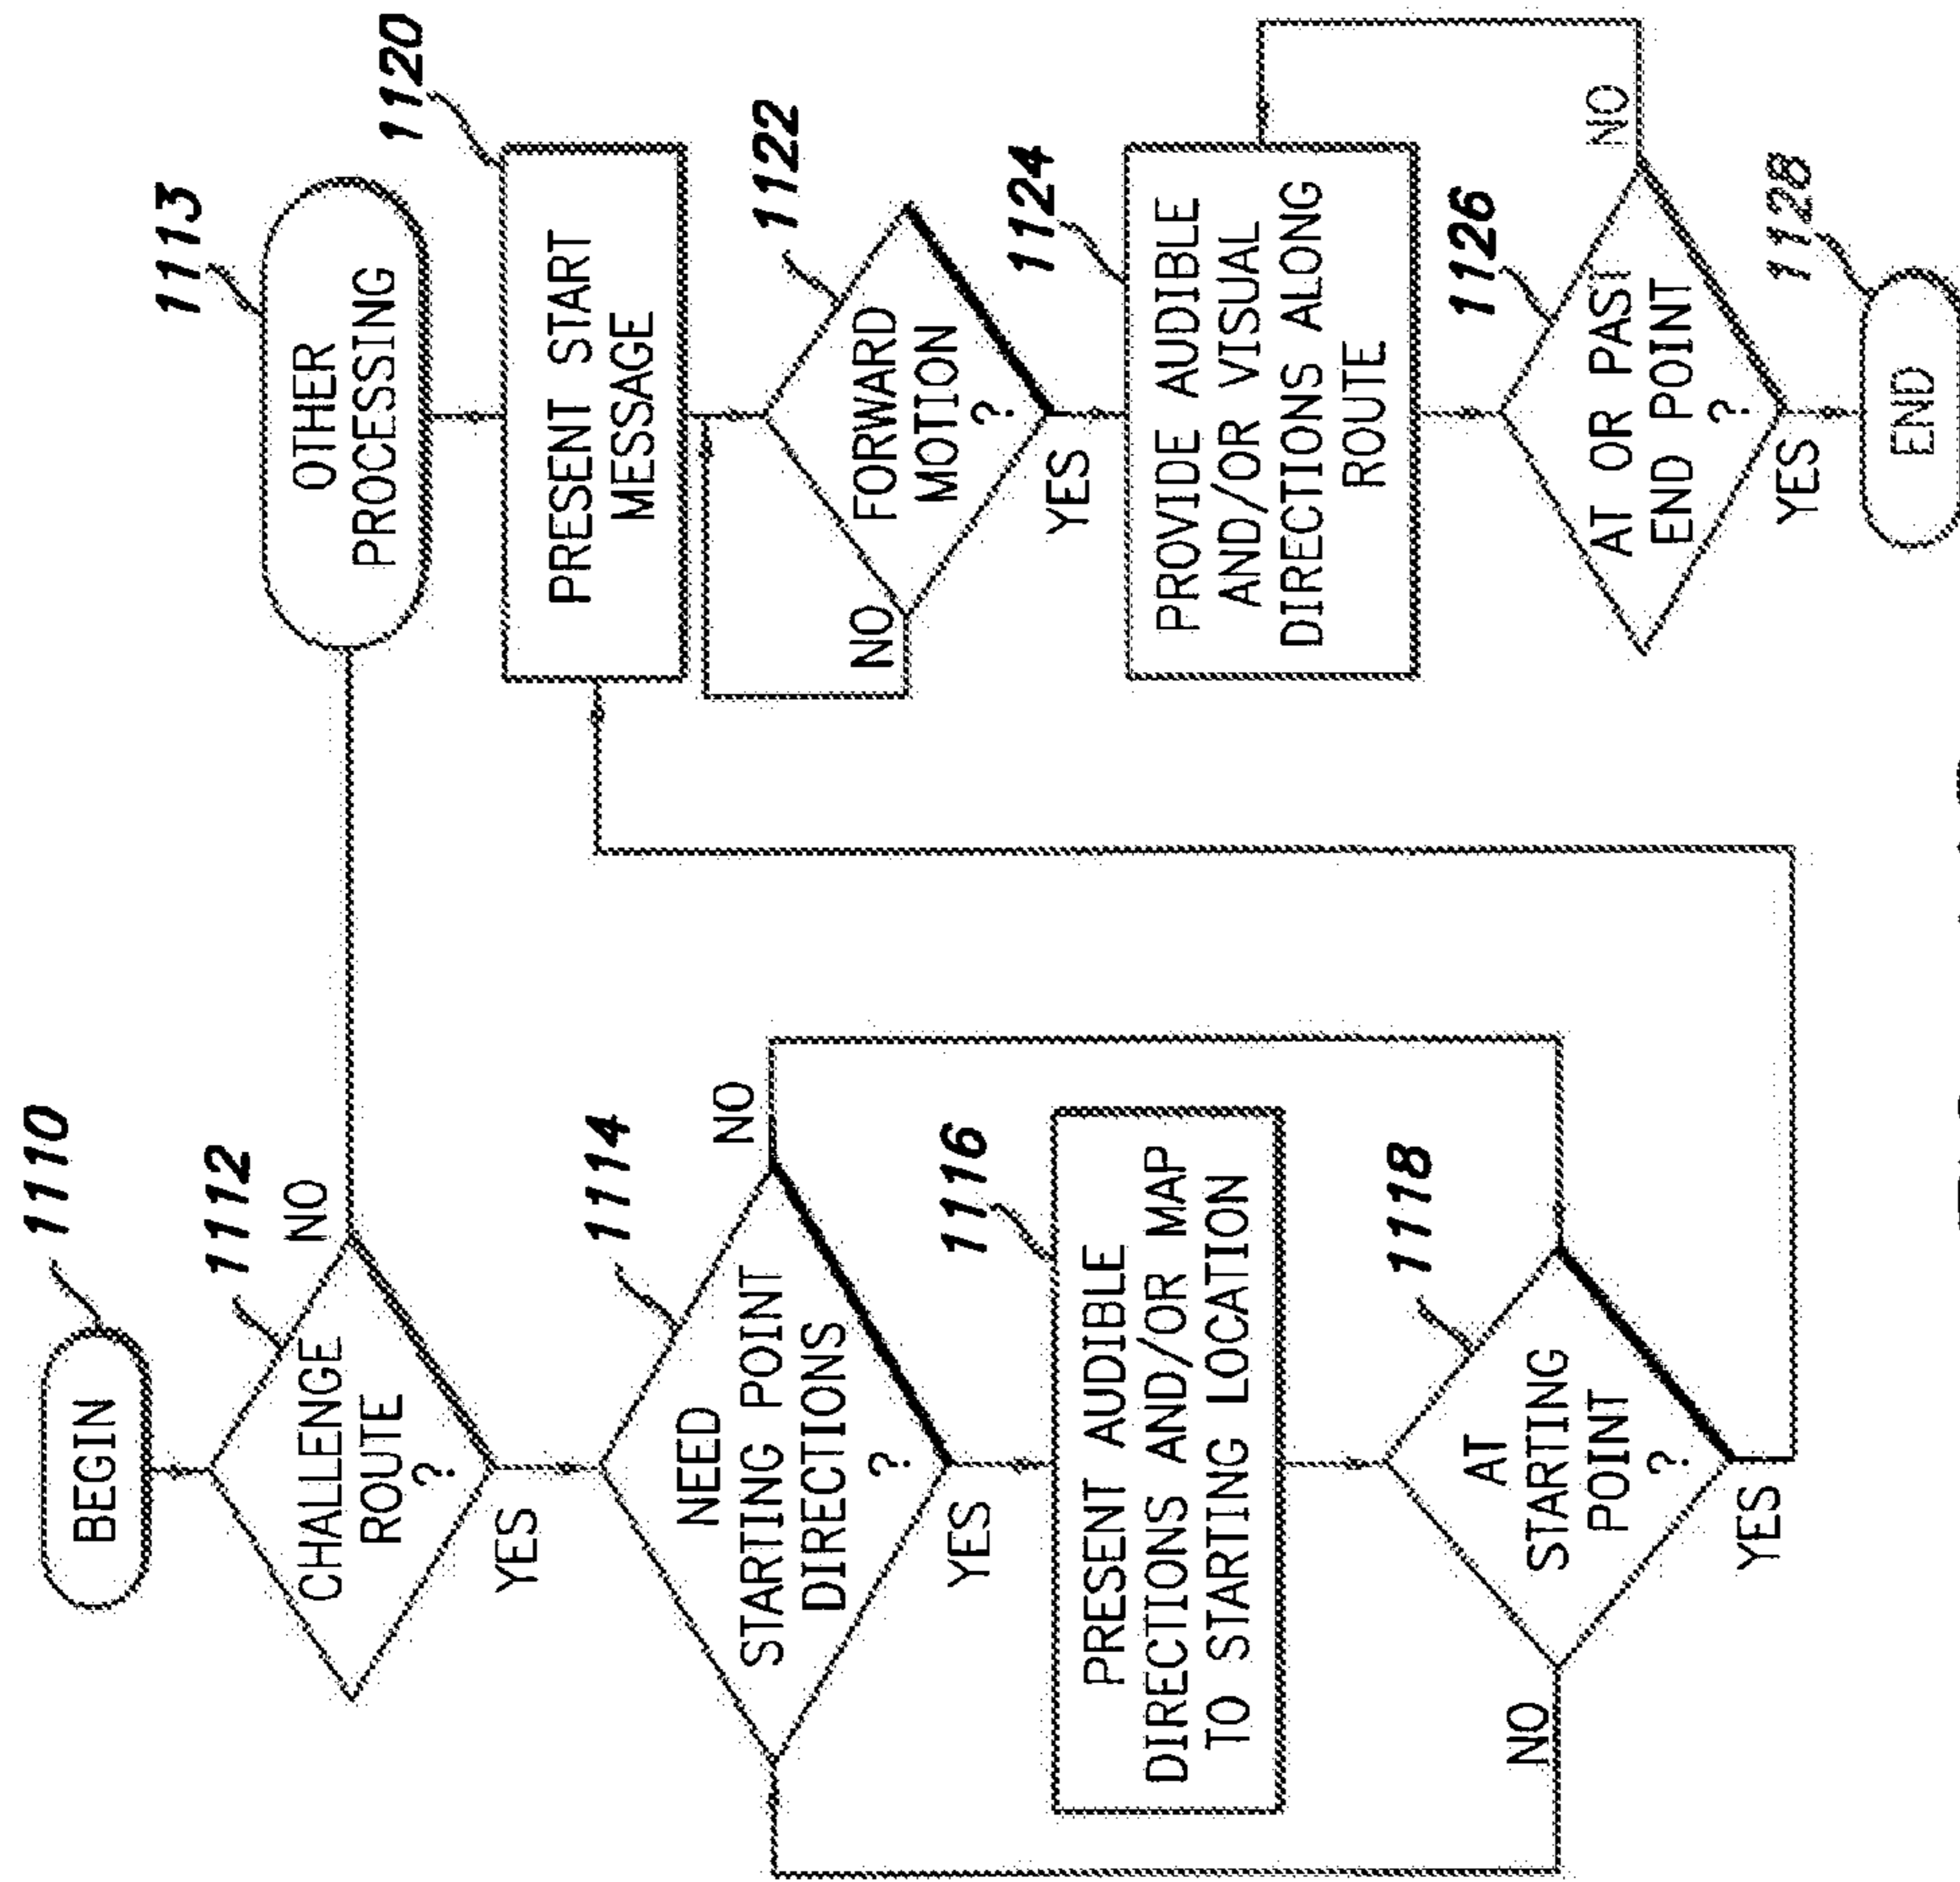 1110
BEGIN
1112
CHALLENGE
ROUTE
?
NO
YES
1114
NEED
STARTING POINT
DIRECTIONS
?
NO
YES
1116
PRESENT AUDIBLE
DIRECTIONS AND/OR MAP
TO STARTING LOCATION
1118
AT
STARTING
POINT
?
NO
YES
1113
OTHER
PROCESSING
1120
PRESENT START
MESSAGE
1122
FORWARD
MOTION
?
NO
YES
1124
PROVIDE AUDIBLE
AND/OR VISUAL
DIRECTIONS ALONG
ROUTE
1126
AT OR PAST
END POINT
?
NO
YES
1128
END